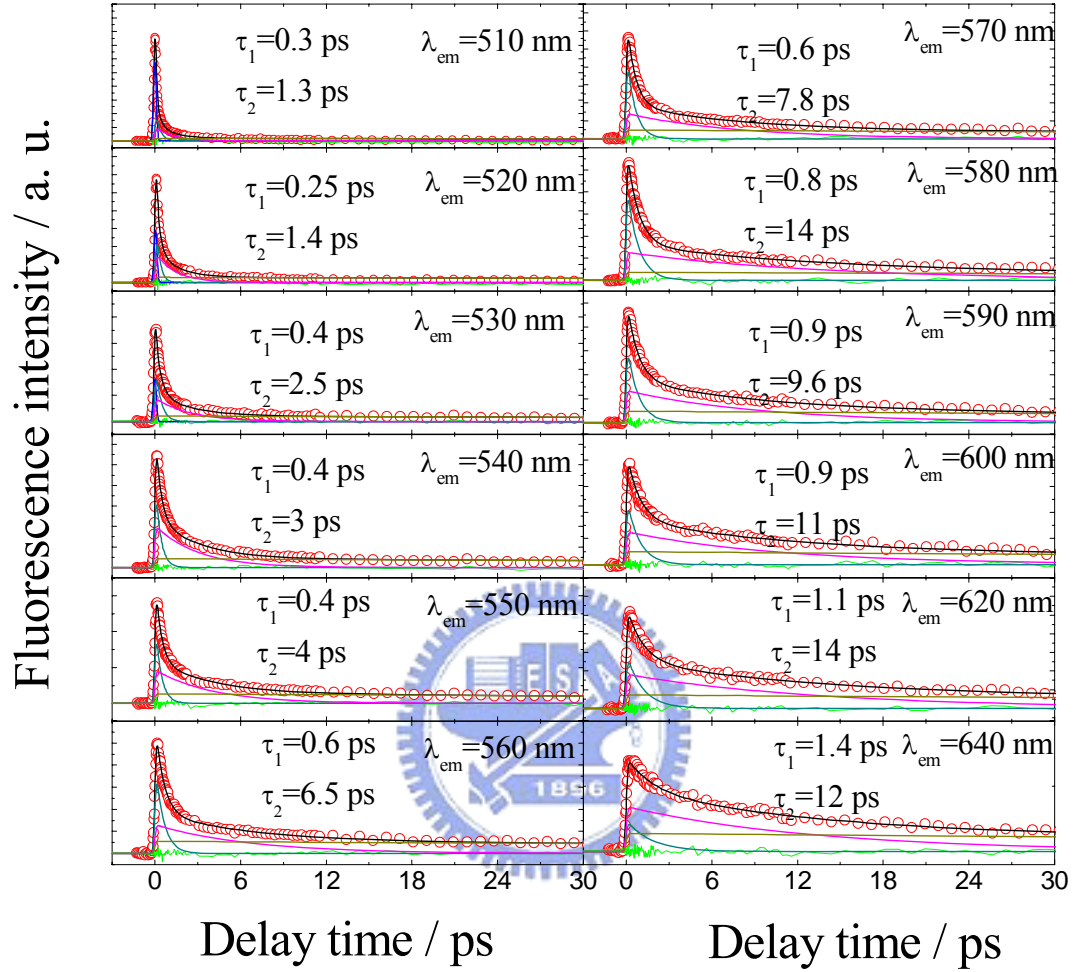 Fluorescence intensity / a. u.
τ1=0.3 ps
λem=510 nm
τ2=1.3 ps
τ1=0.25 ps
λem=520 nm
τ2=1.4 ps
τ1=0.4 ps
λem=530 nm
τ2=2.5 ps
τ1=0.4 ps
λem=540 nm
τ2=3 ps
τ1=0.4 ps
λem=550 nm
τ2=4 ps
τ1=0.6 ps
λem=560 nm
τ2=6.5 ps
0 6 12 18 24 30
Delay time / ps
τ1=0.6 ps
λem=570 nm
τ2=7.8 ps
τ1=0.8 ps
λem=580 nm
τ2=14 ps
τ1=0.9 ps
λem=590 nm
τ2=9.6 ps
τ1=0.9 ps
λem=600 nm
τ2=11 ps
τ1=1.1 ps
λem=620 nm
τ2=14 ps
τ1=1.4 ps
λem=640 nm
τ2=12 ps
0 6 12 18 24 30
Delay time / ps
ESA
1896